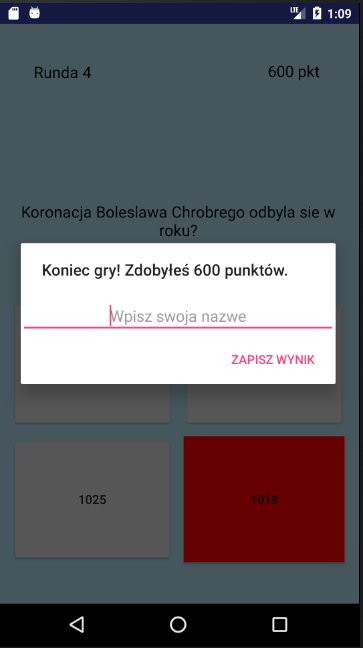 LTE 1:09
Runda 4 600 pkt
Koronacja Boleslawa Chrobrego odbyla sie w
roku?
Koniec gry! Zdobyłeś 600 punktów.
Wpisz swoja nazwe
ZAPISZ WYNIK
1025 1018